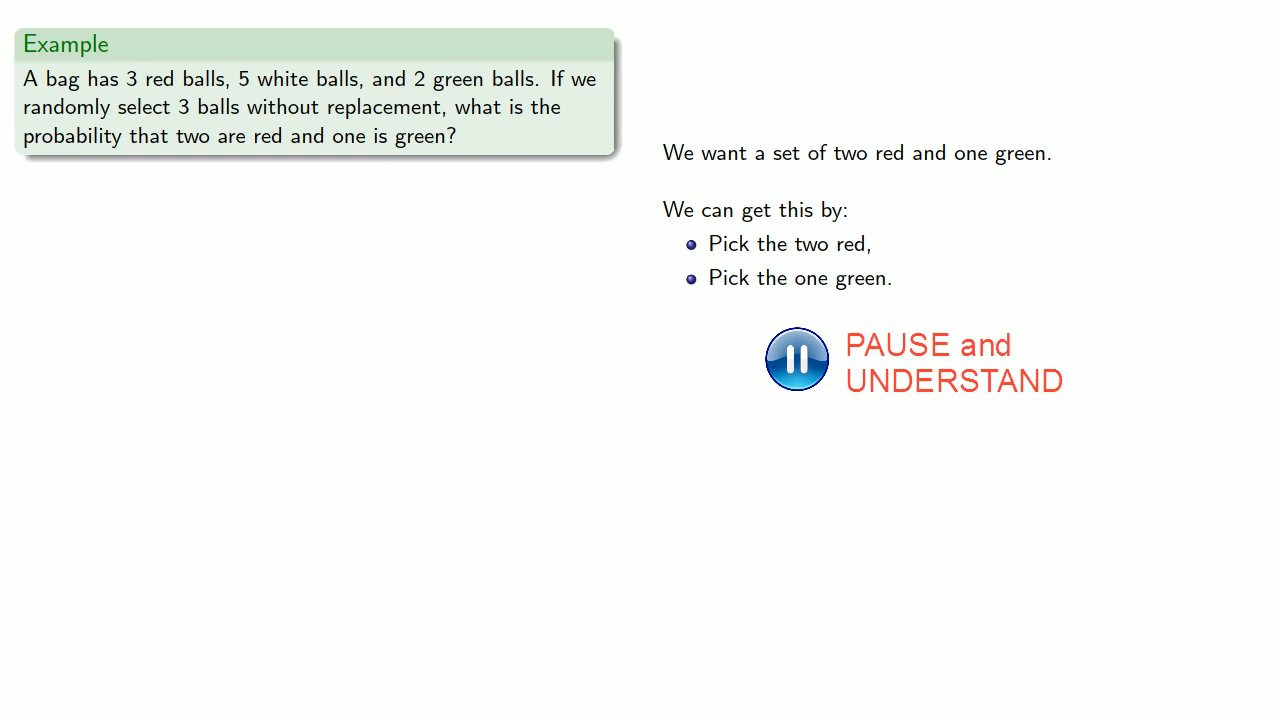 Example
A bag has 3 red balls, 5 white balls, and 2 green balls. If we
randomly select 3 balls without replacement, what is the
probability that two are red and one is green?
We want a set of two red and one green.
We can get this by:
Pick the two red,
Pick the one green.
PAUSE and
UNDERSTAND